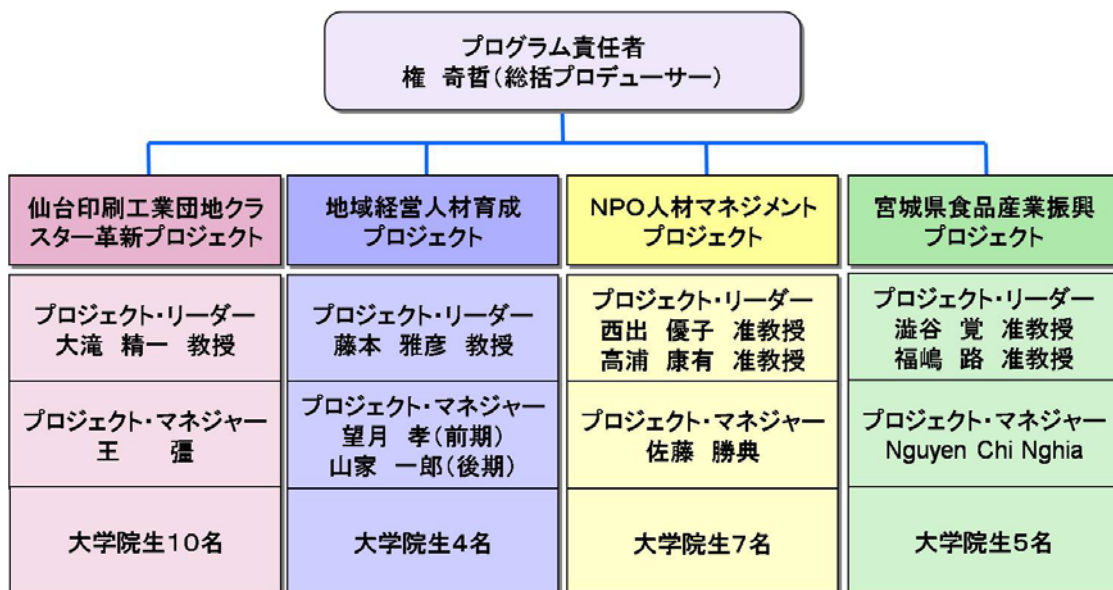 プログラム責任者
権 奇哲(総括プロデューサー)
仙台印刷工業団地クラ
スター革新プロジェクト
プロジェクト・リーダー
大滝 精一 教授
プロジェクト・マネジャー
王 彊
大学院生10名
地域経営人材育成
プロジェクト
プロジェクト・リーダー
藤本 雅彦 教授
プロジェクト・マネジャー
望月 孝(前期)
山家 一郎(後期)
大学院生4名
NPO人材マネジメント
プロジェクト
プロジェクト・リーダー
西出 優子 准教授
高浦 康有 准教授
プロジェクト・マネジャー
佐藤 勝典
大学院生7名
宮城県食品産業振興
プロジェクト
プロジェクト・リーダー
澁谷 覚 准教授
福嶋 路 准教授
プロジェクト・マネジャー
Nguyen Chi Nghia
大学院生5名